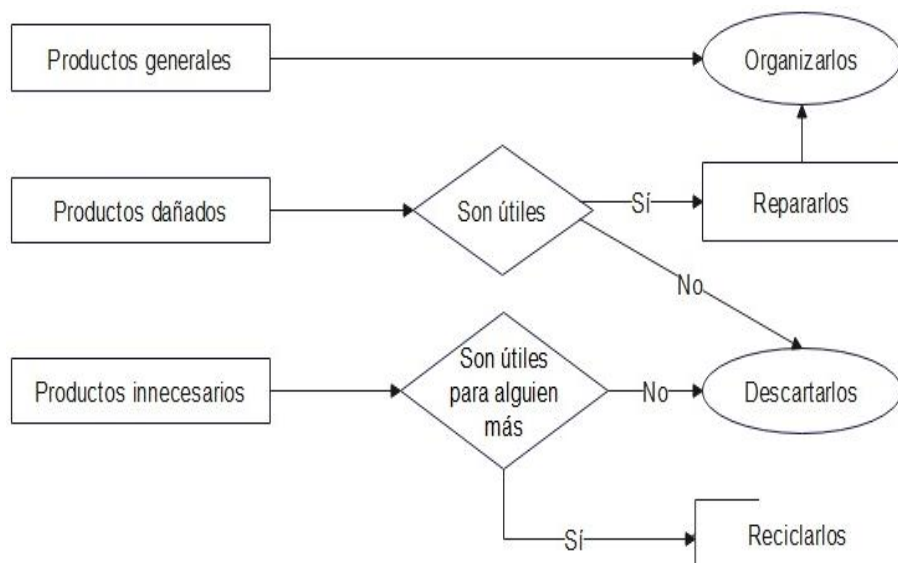 Productos generales
Organizarlos
Productos dañados
Son útiles
Sí
Repararlos
No
Productos innecesarios
Son útiles
para alguien
más
No
Descartarlos
Sí
Reciclarlos